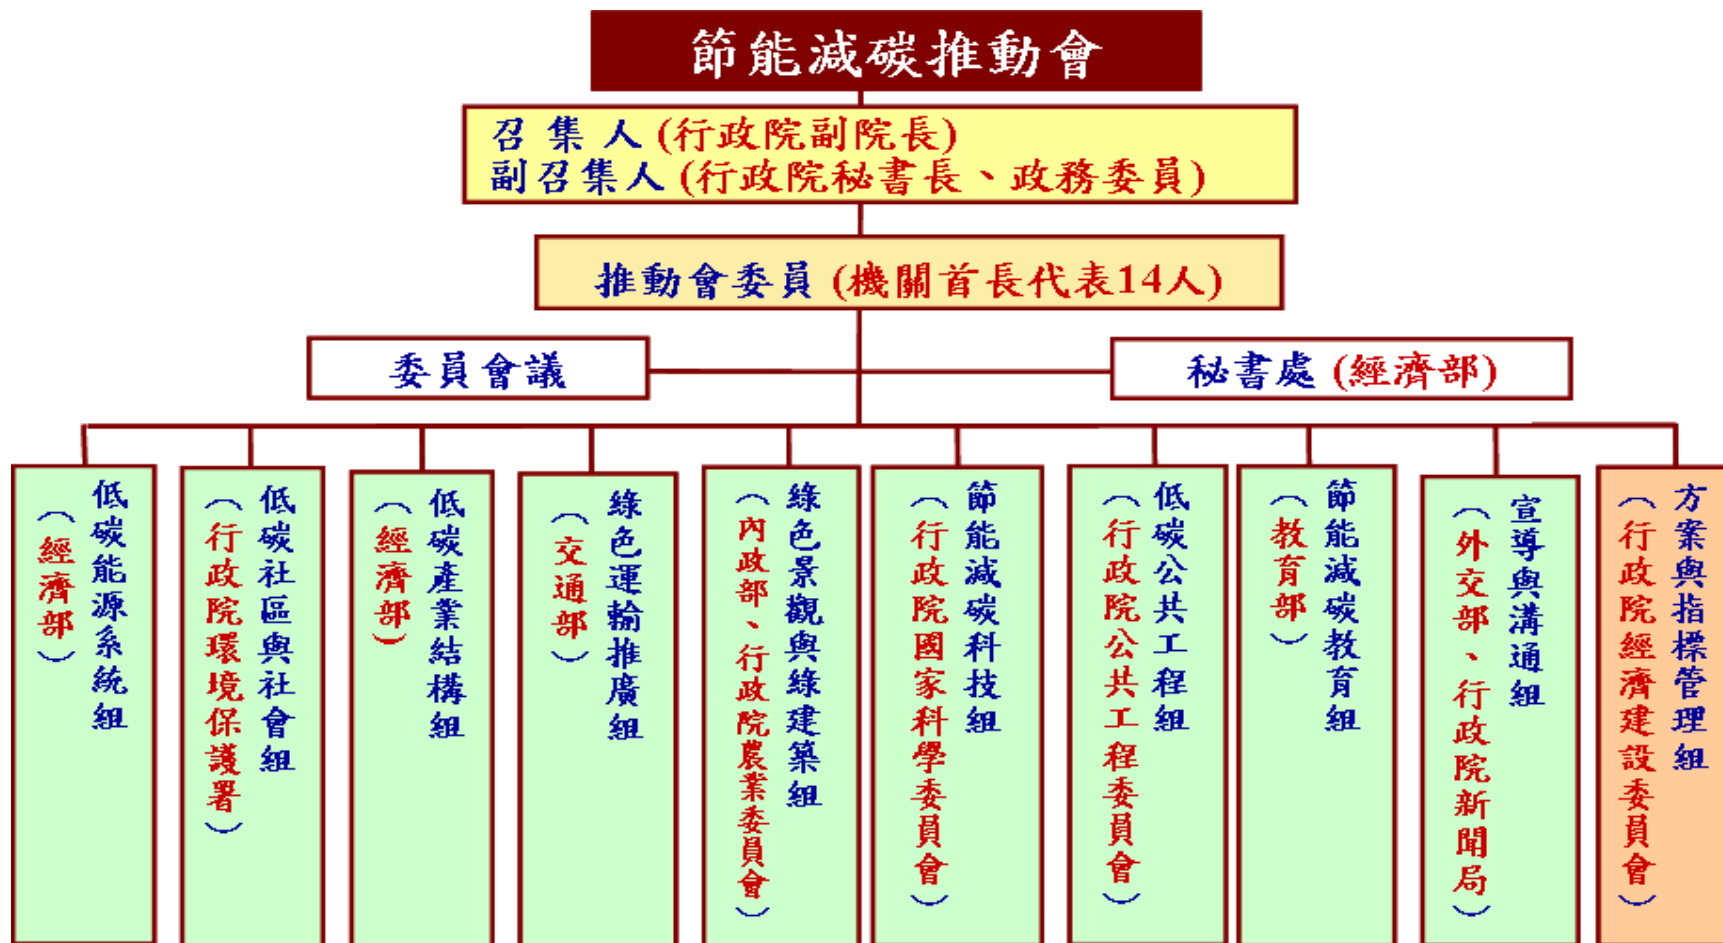 節能減碳推動會
召集人(行政院副院長)
副召集人(行政院秘書長、政務委員)
推動會委員(機關首長代表14人)
委員會議
秘書處(經濟部)
低碳能源系統組
(經濟部)
低碳社區與社會組
(行政院環境保護署)
低碳產業結構組
(經濟部)
綠色運輸推廣組
(交通部)
綠色景觀與綠建築組
(內政部、行政院農業委員會)
節能減碳科技組
(行政院國家科學委員會)
低碳公共工程組
(行政院公共工程委員會)
節能減碳教育組
(教育部)
宣導與溝通組
(外交部、行政院新聞局)
方案與指標管理組
(行政院經濟建設委員會)